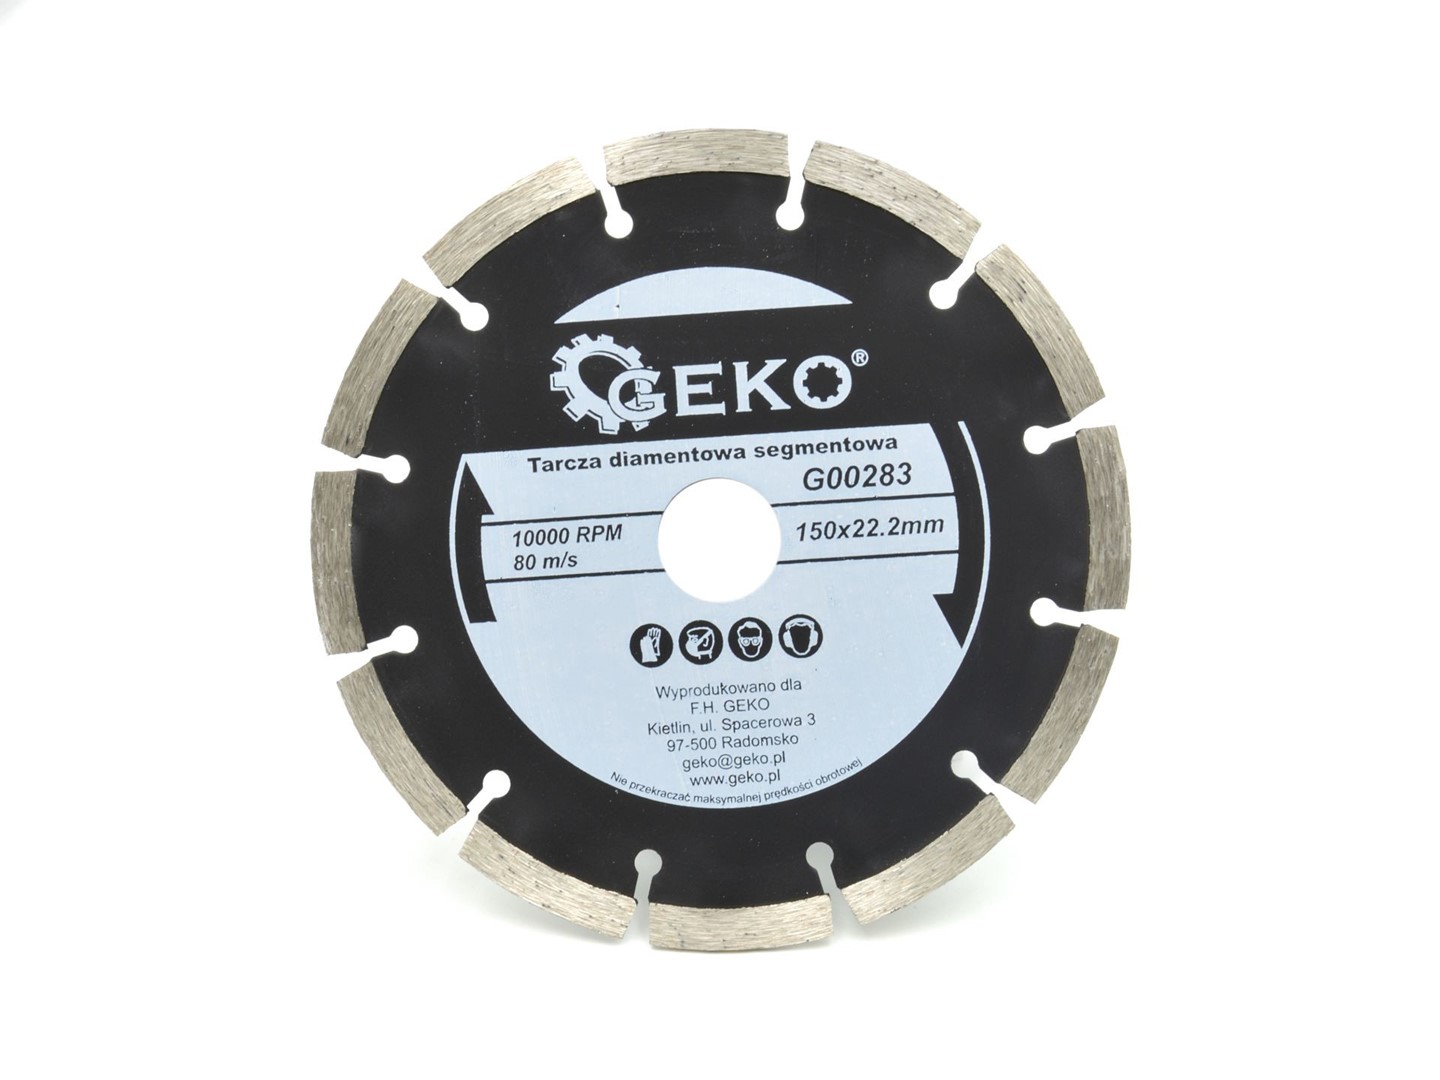 GEKO®
Tarcza diamentowa segmentowa
G00283
10000 RPM
80 m/s
150x22.2mm
Wyprodukowano dla
F.H. GEKO
Kietlin, ul. Spacerowa 3
97-500 Radomsko
geko@geko.pl
www.geko.pl
Nie przekraczać maksymalnej prędkości obrotowej